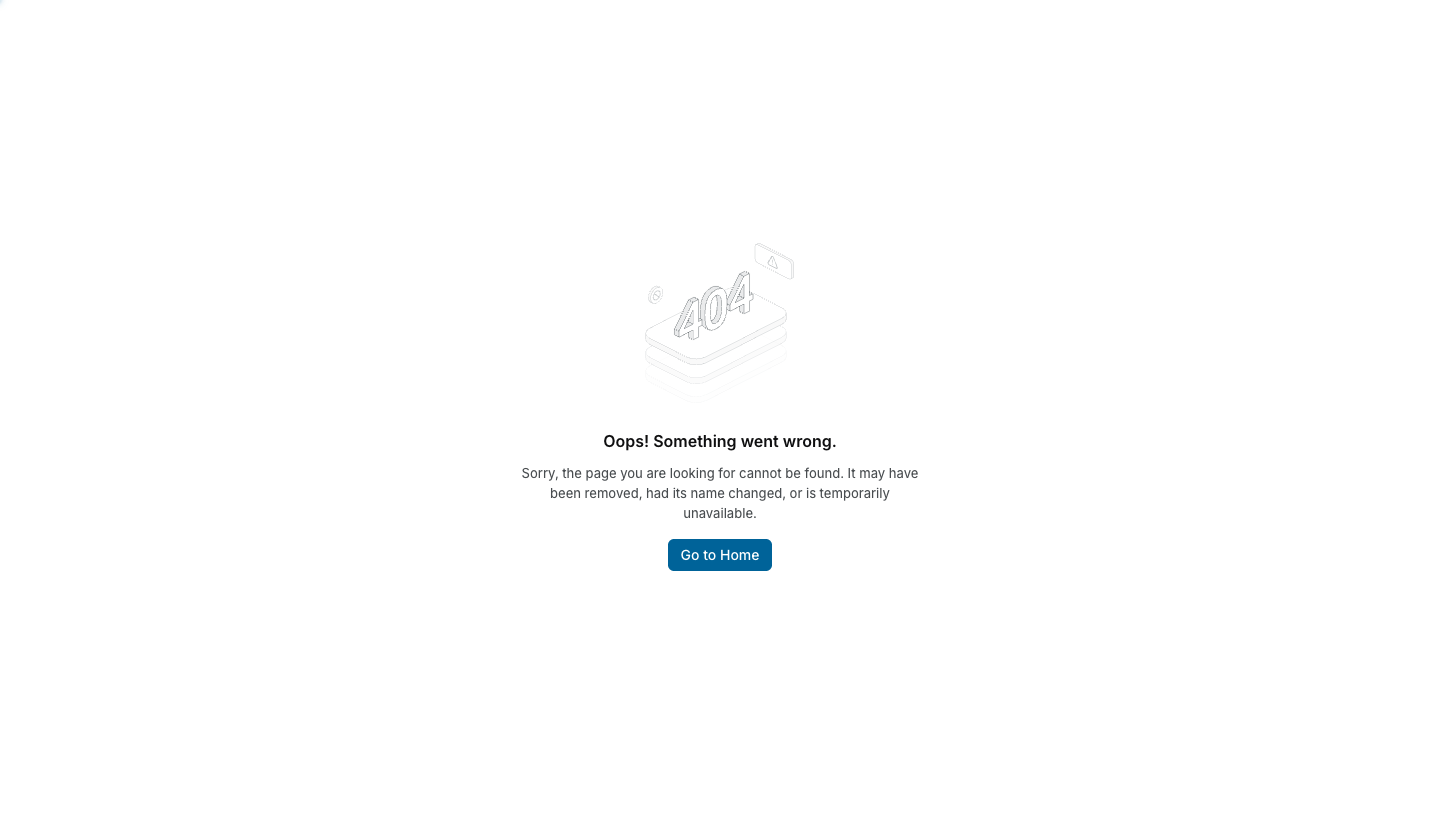 404
Oops! Something went wrong.
Sorry, the page you are looking for cannot be found. It may have
been removed, had its name changed, or is temporarily
unavailable.
Go to Home